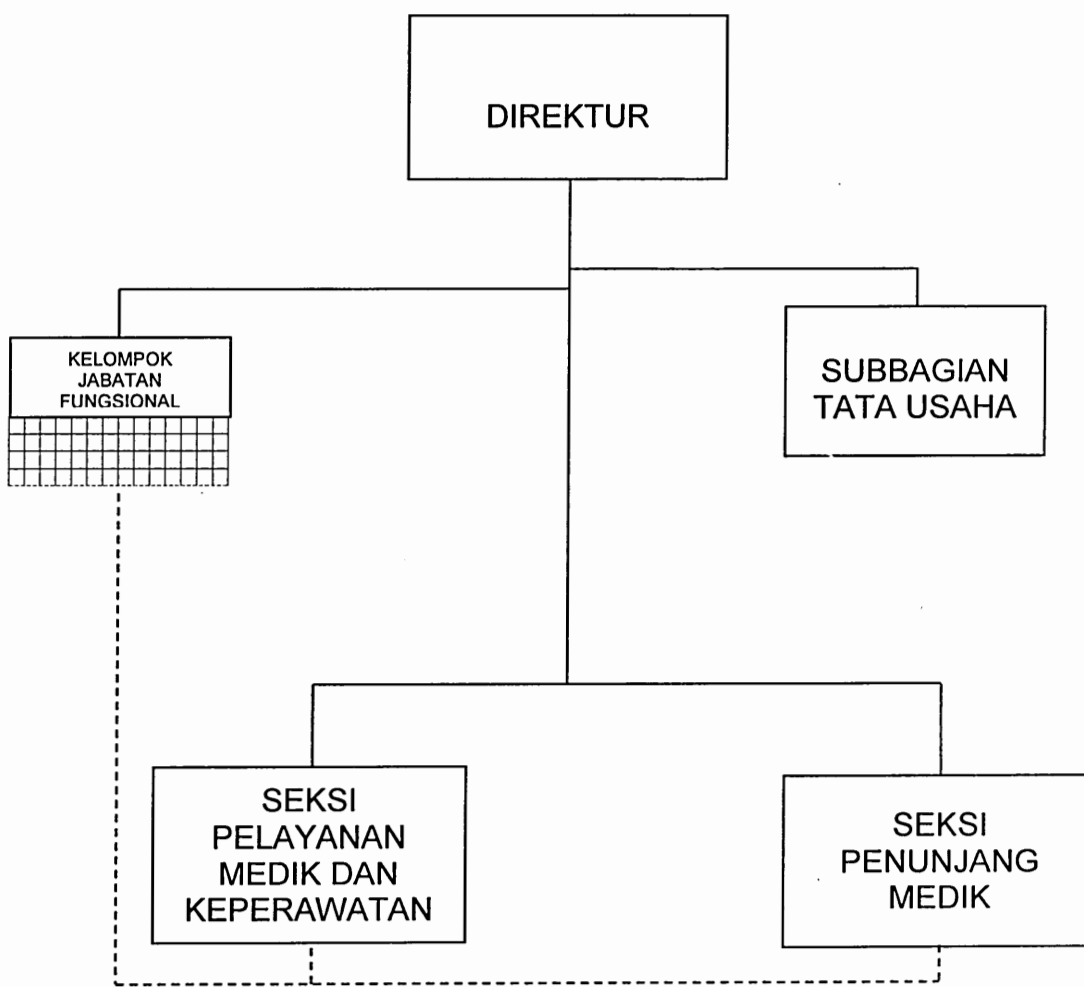 DIREKTUR
KELOMPOK
JABATAN
FUNGSIONAL
SUBBAGIAN
TATA USAHA
SEKSI
PELAYANAN
MEDIK DAN
KEPERAWATAN
SEKSI
PENUNJANG
MEDIK